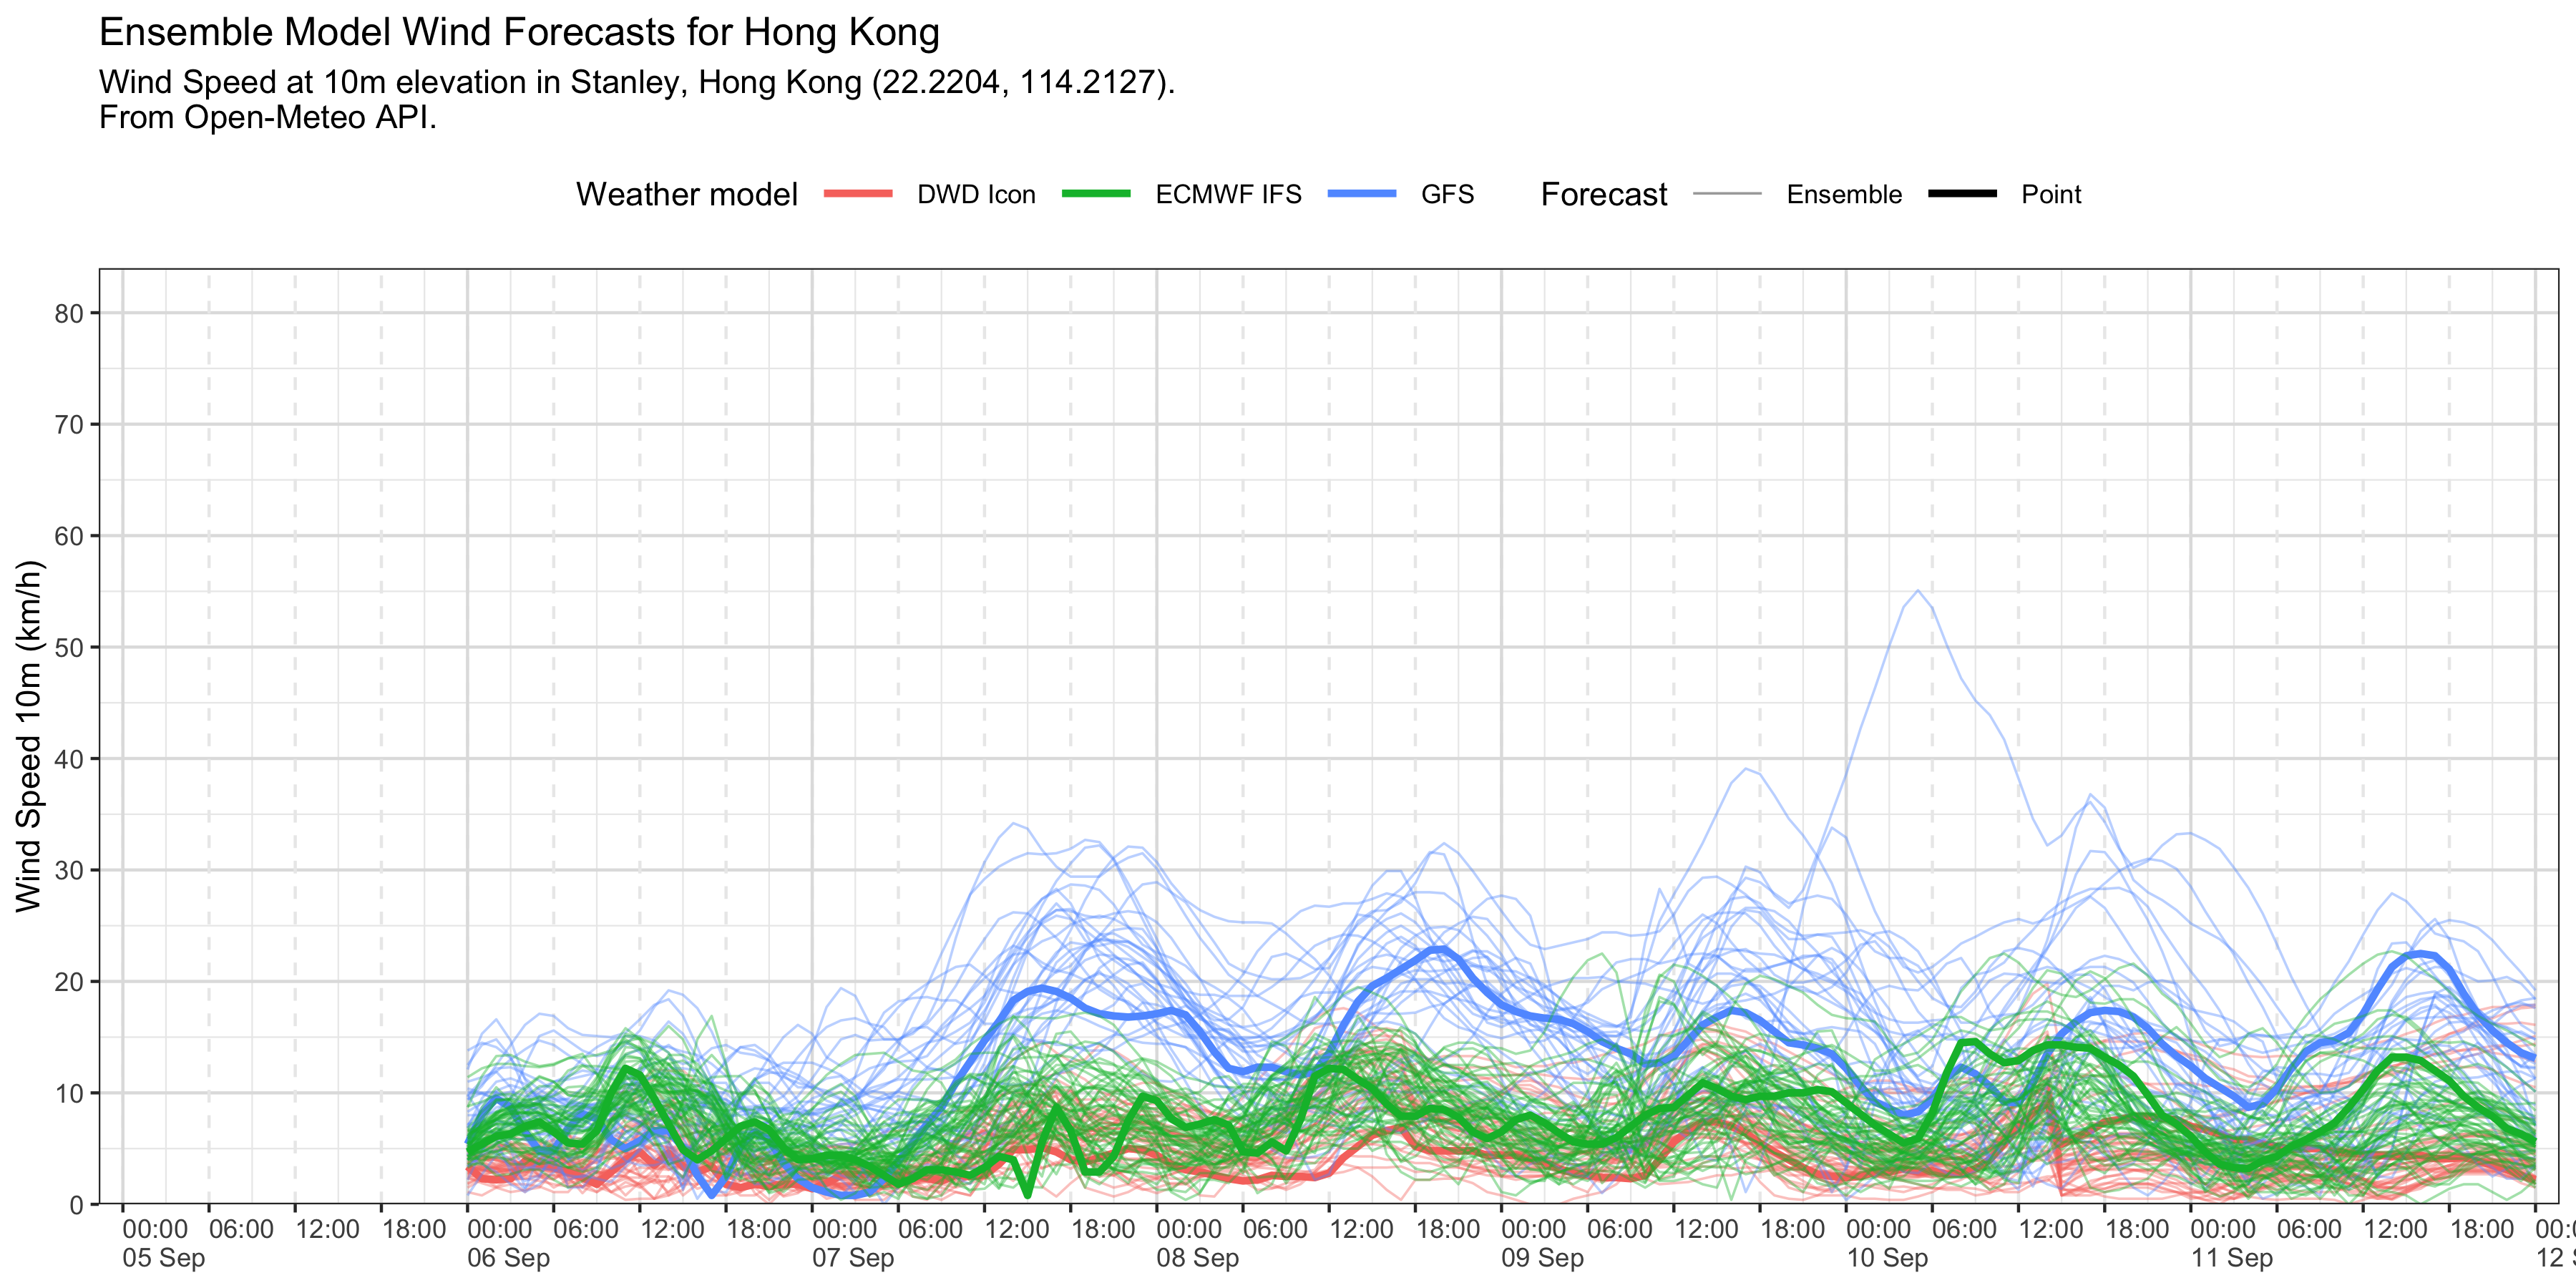 Ensemble Model Wind Forecasts for Hong Kong
Wind Speed at 10m elevation in Stanley, Hong Kong (22.2204, 114.2127).
From Open-Meteo API.
Weather model DWD Icon ECMWF IFS GFS Forecast Ensemble Point
Wind Speed 10m (km/h)
80
70
60
50
40
30
20
10
0
00:00 06:00 12:00 18:00 00:00 06:00 12:00 18:00 00:00 06:00 12:00 18:00 00:00 06:00 12:00 18:00 00:00 06:00 12:00 18:00 00:00 06:00 12:00 18:00 00:00 06:00 12:00 18:00
05 Sep 06 Sep 07 Sep 08 Sep 09 Sep 10 Sep 11 Sep 12